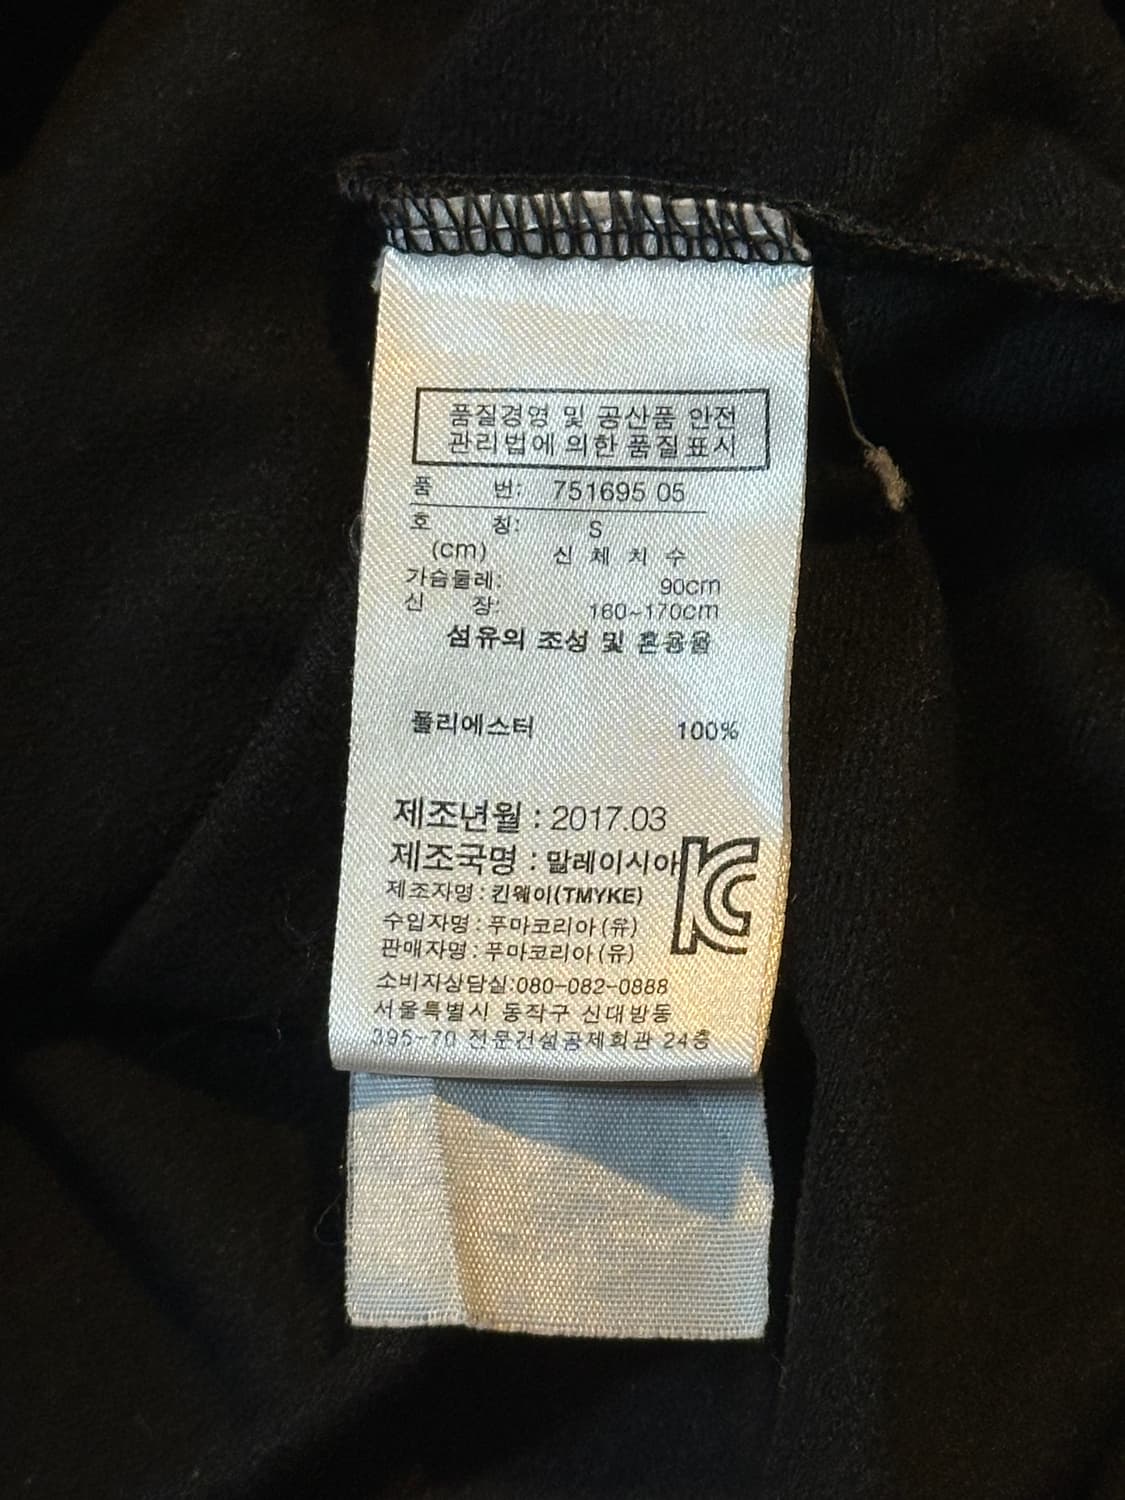 품질경영 및 공산품 안전
관리법에 의한 품질표시
품 번: 751695 05
호 칭: S
(cm) 신 체 치 수
가슴둘레: 90cm
신 장: 160~170cm
섬유의 조성 및 혼용율
폴리에스터 100%
제조년월 : 2017.03
제조국명 : 말레이시아
제조자명 : 킨웨이(TMYKE)
수입자명 : 푸마코리아(유)
판매자명 : 푸마코리아(유)
소비자상담실:080-082-0888
서울특별시 동작구 신대방동
395-70 전문건설공제회관 24층